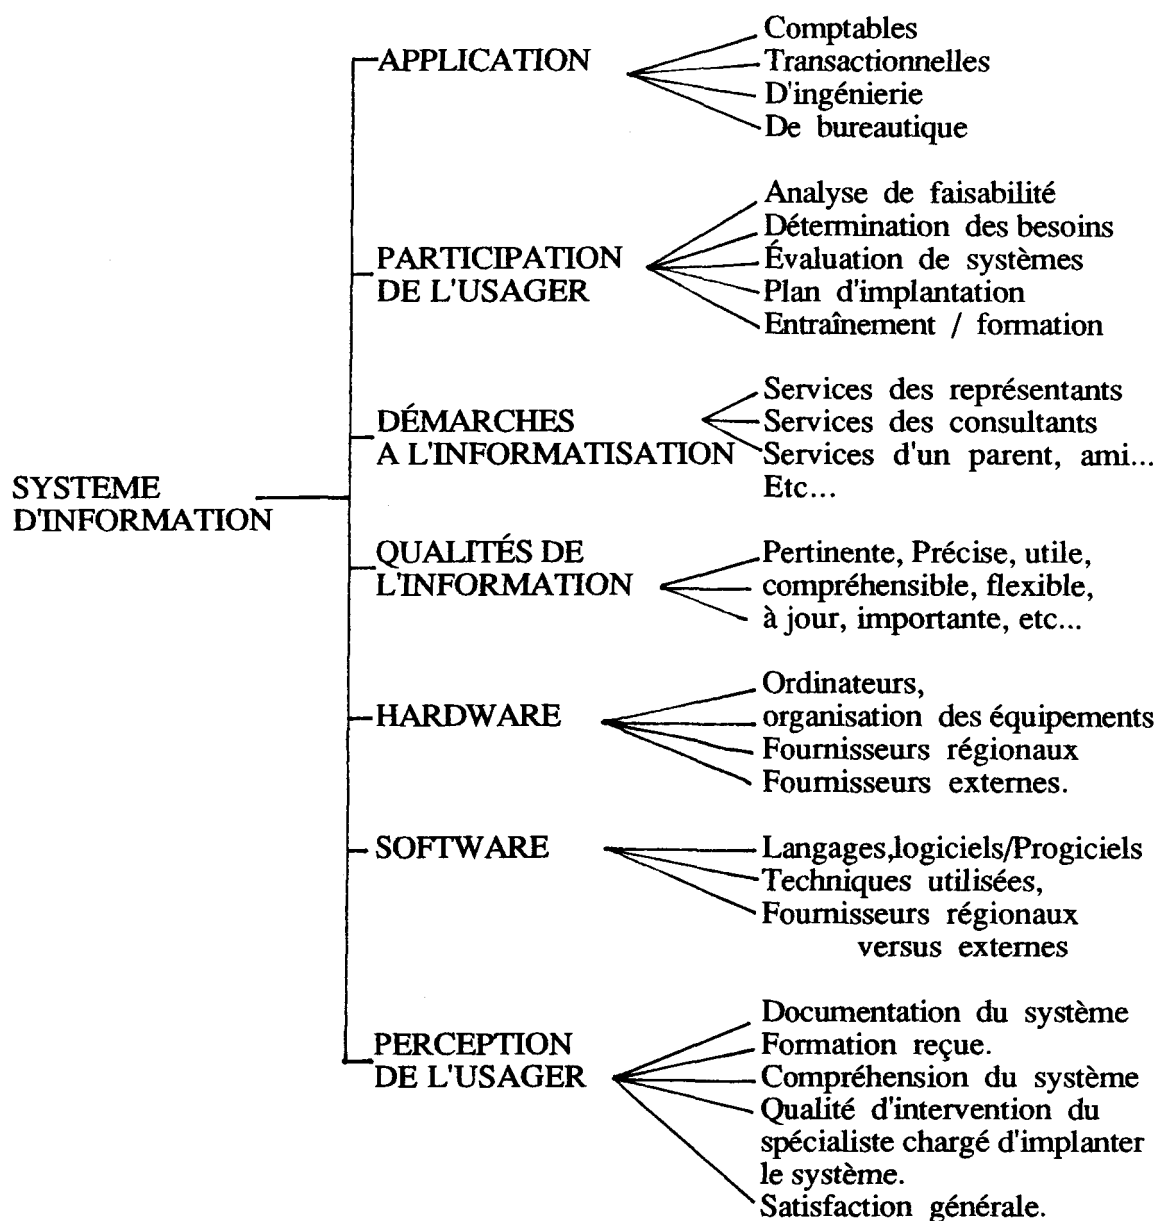 SYSTEME
D'INFORMATION
APPLICATION
Comptables
Transactionnelles
D'ingénierie
De bureautique
PARTICIPATION
DE L'USAGER
Analyse de faisabilité
Détermination des besoins
Évaluation de systèmes
Plan d'implantation
Entraînement / formation
DÉMARCHES
A L'INFORMATISATION
Services des représentants
Services des consultants
Services d'un parent, ami...
Etc...
QUALITÉS DE
L'INFORMATION
Pertinente, Précise, utile,
compréhensible, flexible,
à jour, importante, etc...
HARDWARE
Ordinateurs,
organisation des équipements
Fournisseurs régionaux
Fournisseurs externes.
SOFTWARE
Langages,logiciels/Progiciels
Techniques utilisées,
Fournisseurs régionaux
versus externes
PERCEPTION
DE L'USAGER
Documentation du système
Formation reçue.
Compréhension du système
Qualité d'intervention du
spécialiste chargé d'implanter
le système.
Satisfaction générale.